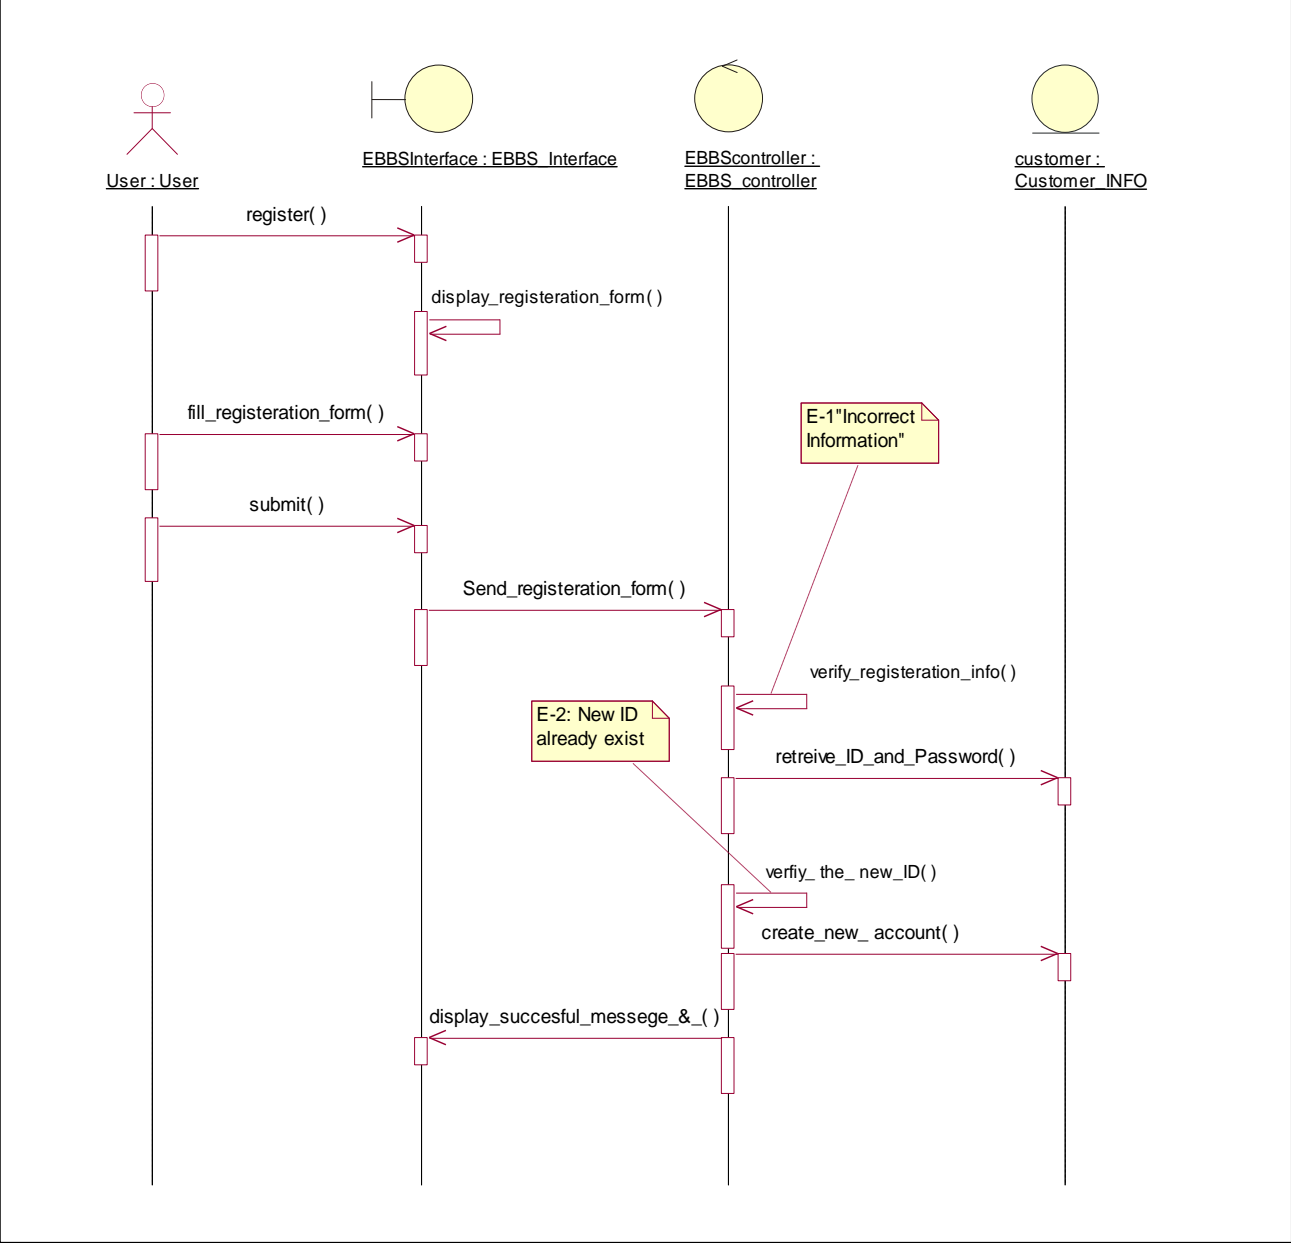 User : User
EBBSInterface : EBBS_Interface
EBBScontroller :
EBBS_controller
customer :
Customer_INFO
register( )
display_registeration_form( )
fill_registeration_form( )
E-1"Incorrect
Information"
submit( )
Send_registeration_form( )
verify_registeration_info( )
E-2: New ID
already exist
retreive_ID_and_Password( )
verfiy_ the_ new_ID( )
create_new_ account( )
display_succesful_messege_&_( )